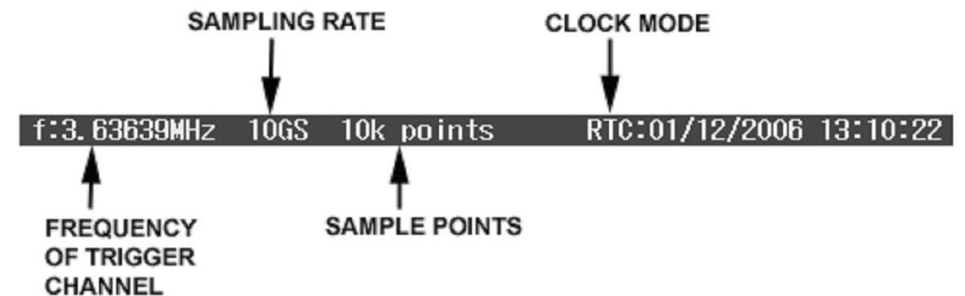 SAMPLING RATE
CLOCK MODE
f:3.63639MHz 10GS 10k points RTC:01/12/2006 13:10:22
FREQUENCY
OF TRIGGER
CHANNEL
SAMPLE POINTS